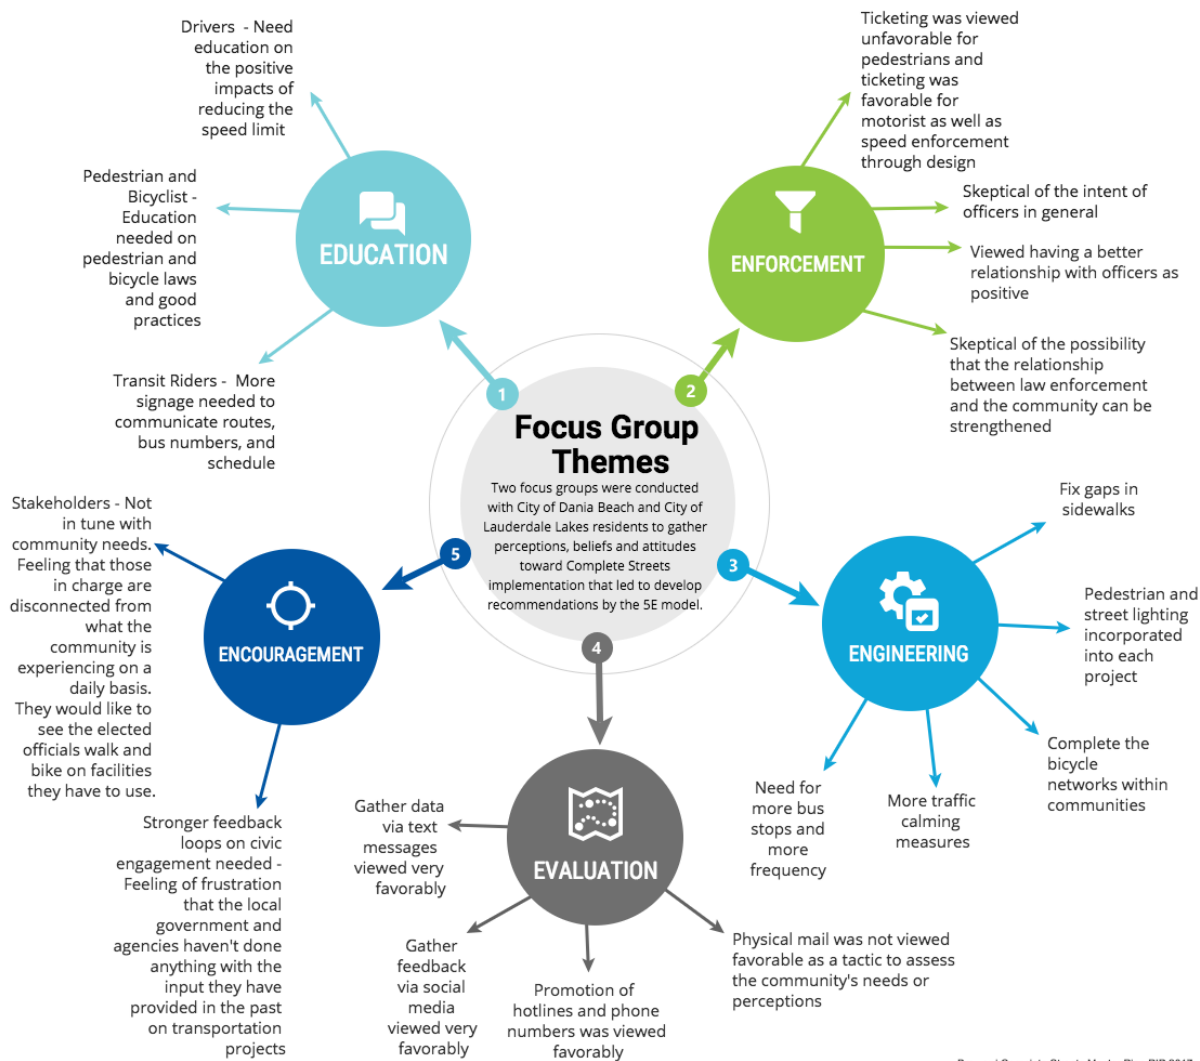 Focus Group
Themes
Two focus groups were conducted
with City of Dania Beach and City of
Lauderdale Lakes residents to gather
perceptions, beliefs and attitudes
toward Complete Streets
implementation that led to develop
recommendations by the 5E model.
1
EDUCATION
Drivers - Need
education on
the positive
impacts of
reducing the
speed limit
Pedestrian and
Bicyclist -
Education
needed on
pedestrian and
bicycle laws
and good
practices
Transit Riders - More
signage needed to
communicate routes,
bus numbers, and
schedule
2
ENFORCEMENT
Ticketing was viewed
unfavorable for
pedestrians and
ticketing was
favorable for
motorist as well as
speed enforcement
through design
Skeptical of the intent of
officers in general
Viewed having a better
relationship with officers as
positive
Skeptical of the possibility
that the relationship
between law enforcement
and the community can be
strengthened
3
ENGINEERING
Fix gaps in
sidewalks
Pedestrian and
street lighting
incorporated
into each
project
Complete the
bicycle
networks within
communities
More traffic
calming
measures
Need for
more bus
stops and
more
frequency
4
EVALUATION
Gather data
via text
messages
viewed very
favorably
Gather
feedback
via social
media
viewed very
favorably
Promotion of
hotlines and phone
numbers was viewed
favorably
Physical mail was not viewed
favorable as a tactic to assess
the community's needs or
perceptions
5
ENCOURAGEMENT
Stakeholders - Not
in tune with
community needs.
Feeling that those
in charge are
disconnected from
what the
community is
experiencing on a
daily basis.
They would like to
see the elected
officials walk and
bike on facilities
they have to use.
Stronger feedback
loops on civic
engagement needed -
Feeling of frustration
that the local
government and
agencies haven't done
anything with the
input they have
provided in the past
on transportation
projects